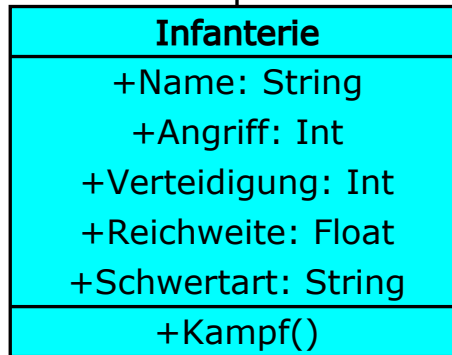 Infanterie
+Name: String
+Angriff: Int
+Verteidigung: Int
+Reichweite: Float
+Schwertart: String
+Kampf()